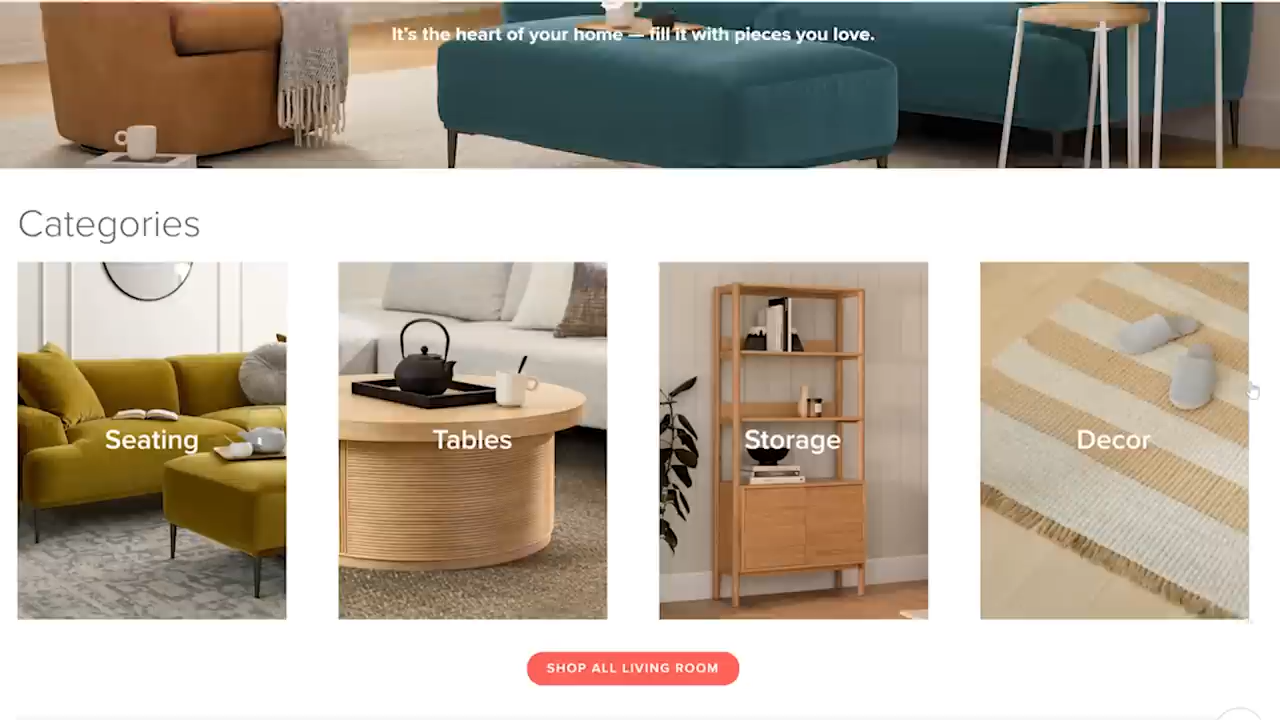 It's the heart of your home — fill it with pieces you love.
Categories
Seating
Tables
Storage
Decor
SHOP ALL LIVING ROOM